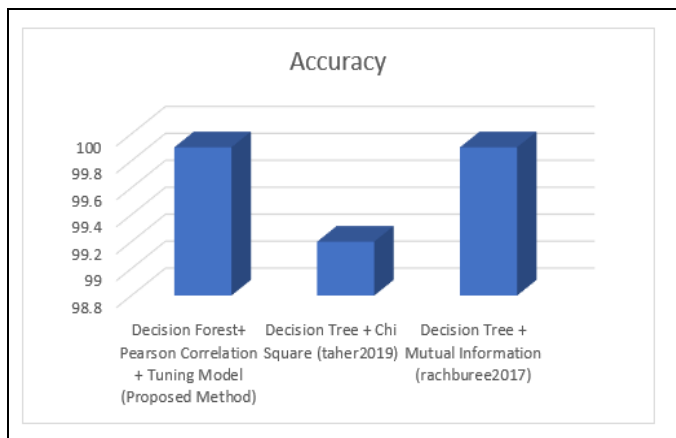 Accuracy
100
99.8
99.6
99.4
99.2
99
98.8
Decision Forest+
Pearson Correlation
+ Tuning Model
(Proposed Method)
Decision Tree + Chi
Square (taher2019)
Decision Tree +
Mutual Information
(rachburee2017)